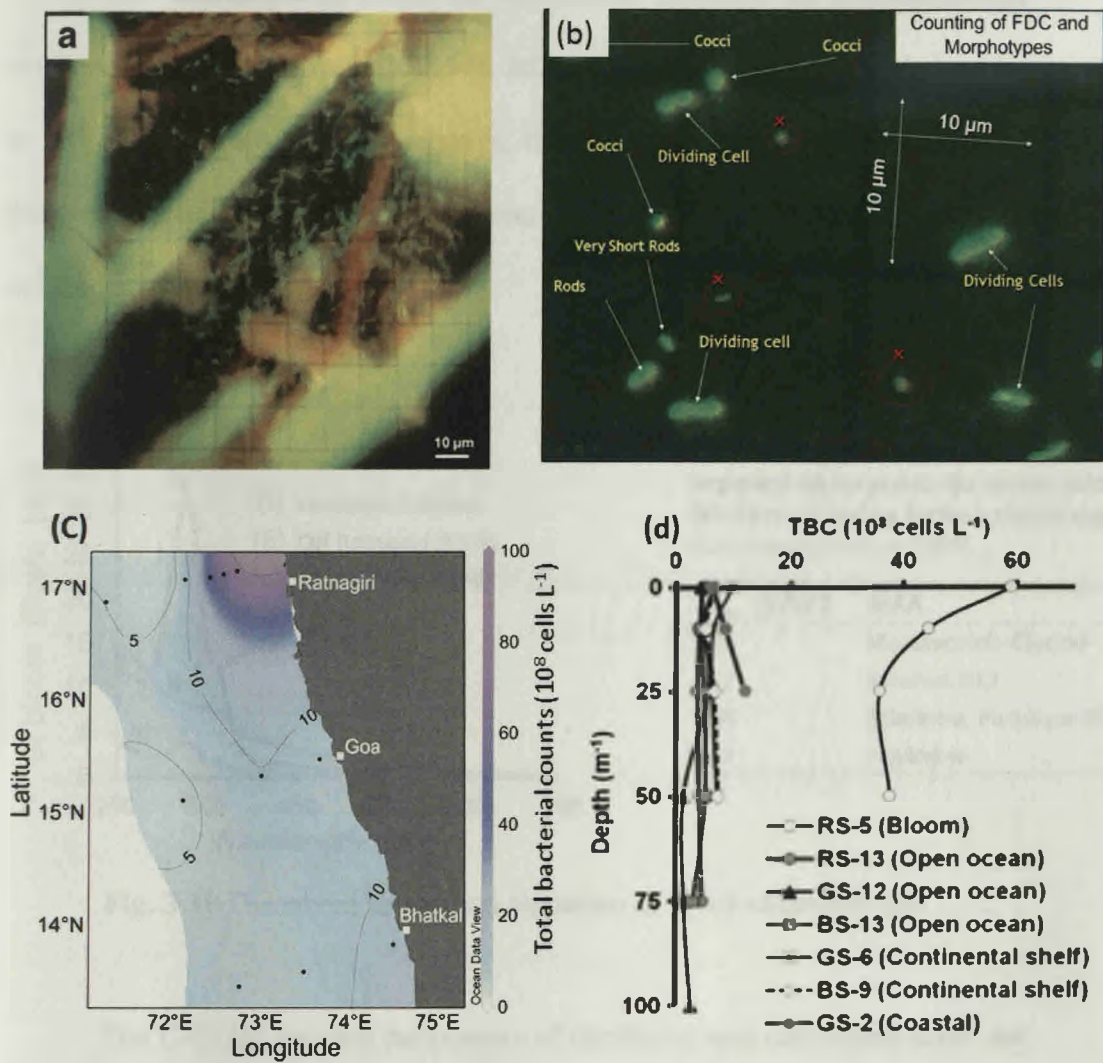 a
10 µm
(b)
Counting of FDC and
Morphotypes
Cocci
Cocci
Dividing Cell
10 µm
10 µm
Cocci
Very Short Rods
Rods
Dividing Cells
Dividing cell
(C)
Latitude
17°N
16°N
15°N
14°N
72°E
73°E
74°E
75°E
Longitude
Ratnagiri
Goa
Bhatkal
5
10
10
5
10
Ocean Data View
100
80
60
40
20
0
Total bacterial counts (10⁸ cells L⁻¹)
(d)
TBC (10⁸ cells L⁻¹)
0
20
40
60
0
25
50
75
100
Depth (m⁻¹)
RS-5 (Bloom)
RS-13 (Open ocean)
GS-12 (Open ocean)
BS-13 (Open ocean)
GS-6 (Continental shelf)
BS-9 (Continental shelf)
GS-2 (Coastal)